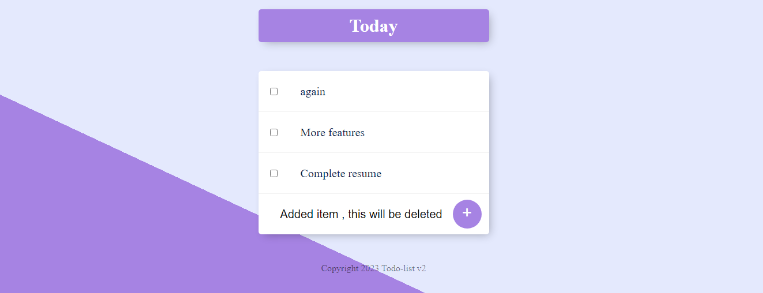 Today
again
More features
Complete resume
Added item , this will be deleted
+
Copyright 2023 Todo-list v2